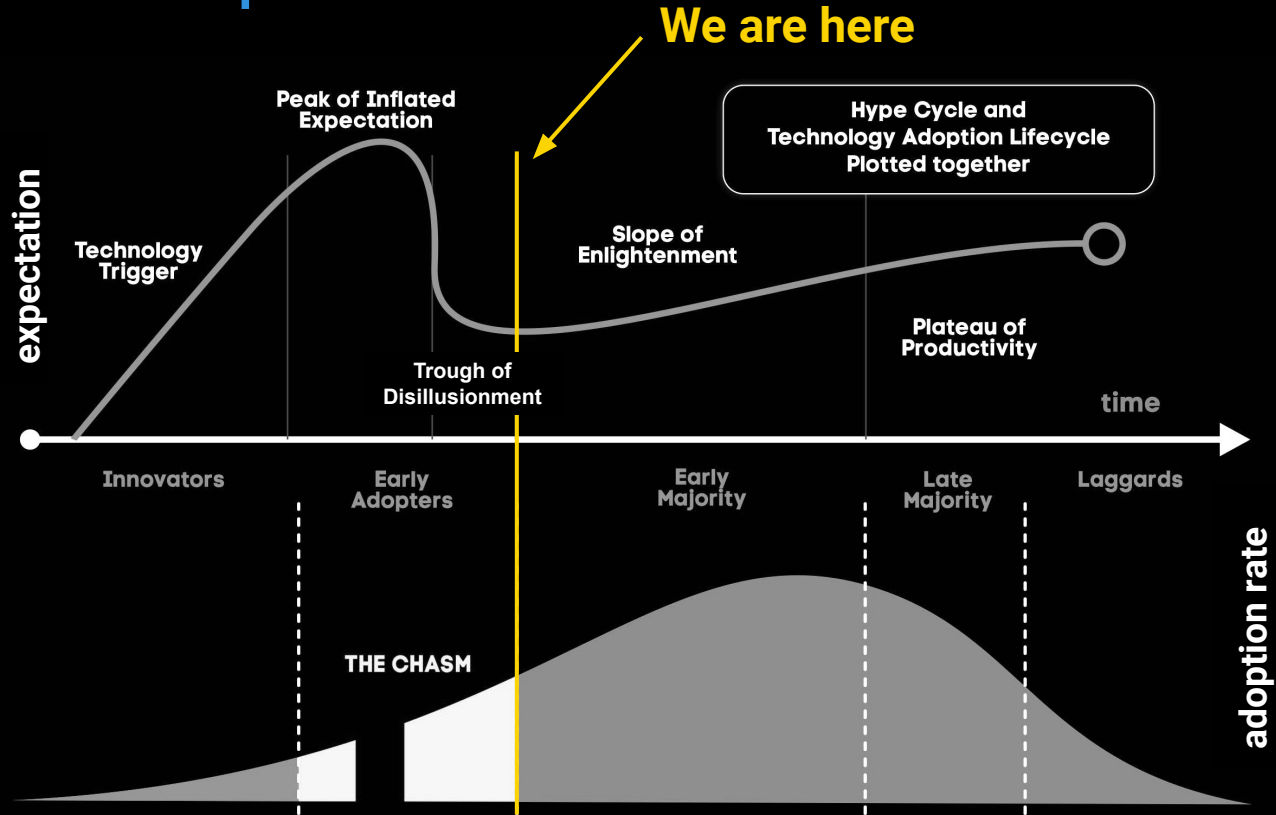 We are here
Peak of Inflated
Expectation
Hype Cycle and
Technology Adoption Lifecycle
Plotted together
expectation
Technology
Trigger
Slope of
Enlightenment
Plateau of
Productivity
Trough of
Disillusionment
time
Innovators
Early
Adopters
Early
Majority
Late
Majority
Laggards
THE CHASM
adoption rate